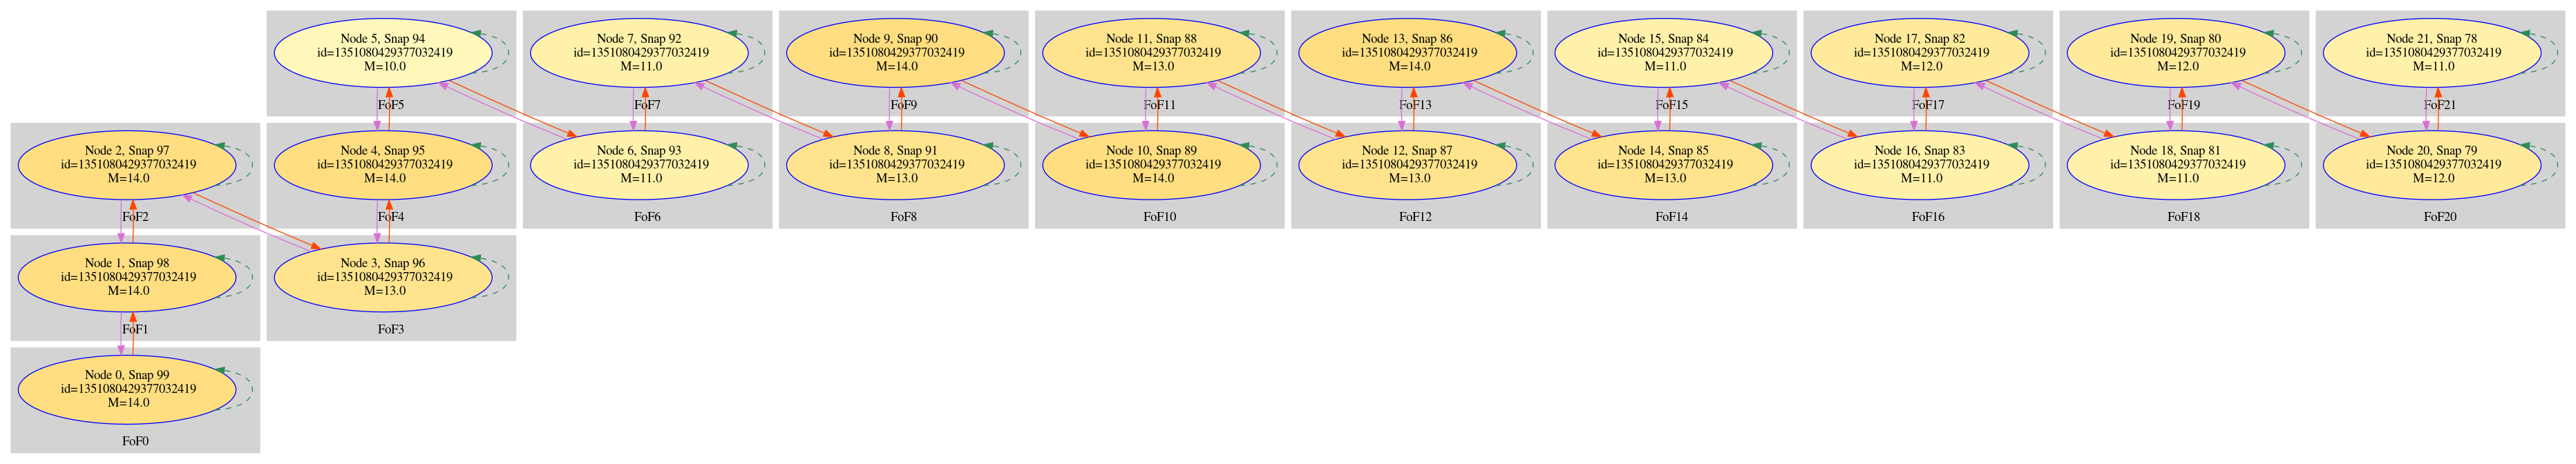 Node 5, Snap 94
id=1351080429377032419
M=10.0
FoF5
Node 7, Snap 92
id=1351080429377032419
M=11.0
FoF7
Node 9, Snap 90
id=1351080429377032419
M=14.0
FoF9
Node 11, Snap 88
id=1351080429377032419
M=13.0
FoF11
Node 13, Snap 86
id=1351080429377032419
M=14.0
FoF13
Node 15, Snap 84
id=1351080429377032419
M=11.0
FoF15
Node 17, Snap 82
id=1351080429377032419
M=12.0
FoF17
Node 19, Snap 80
id=1351080429377032419
M=12.0
FoF19
Node 21, Snap 78
id=1351080429377032419
M=11.0
FoF21
Node 2, Snap 97
id=1351080429377032419
M=14.0
FoF2
Node 4, Snap 95
id=1351080429377032419
M=14.0
FoF4
Node 6, Snap 93
id=1351080429377032419
M=11.0
FoF6
Node 8, Snap 91
id=1351080429377032419
M=13.0
FoF8
Node 10, Snap 89
id=1351080429377032419
M=14.0
FoF10
Node 12, Snap 87
id=1351080429377032419
M=13.0
FoF12
Node 14, Snap 85
id=1351080429377032419
M=13.0
FoF14
Node 16, Snap 83
id=1351080429377032419
M=11.0
FoF16
Node 18, Snap 81
id=1351080429377032419
M=11.0
FoF18
Node 20, Snap 79
id=1351080429377032419
M=12.0
FoF20
Node 1, Snap 98
id=1351080429377032419
M=14.0
FoF1
Node 3, Snap 96
id=1351080429377032419
M=13.0
FoF3
Node 0, Snap 99
id=1351080429377032419
M=14.0
FoF0